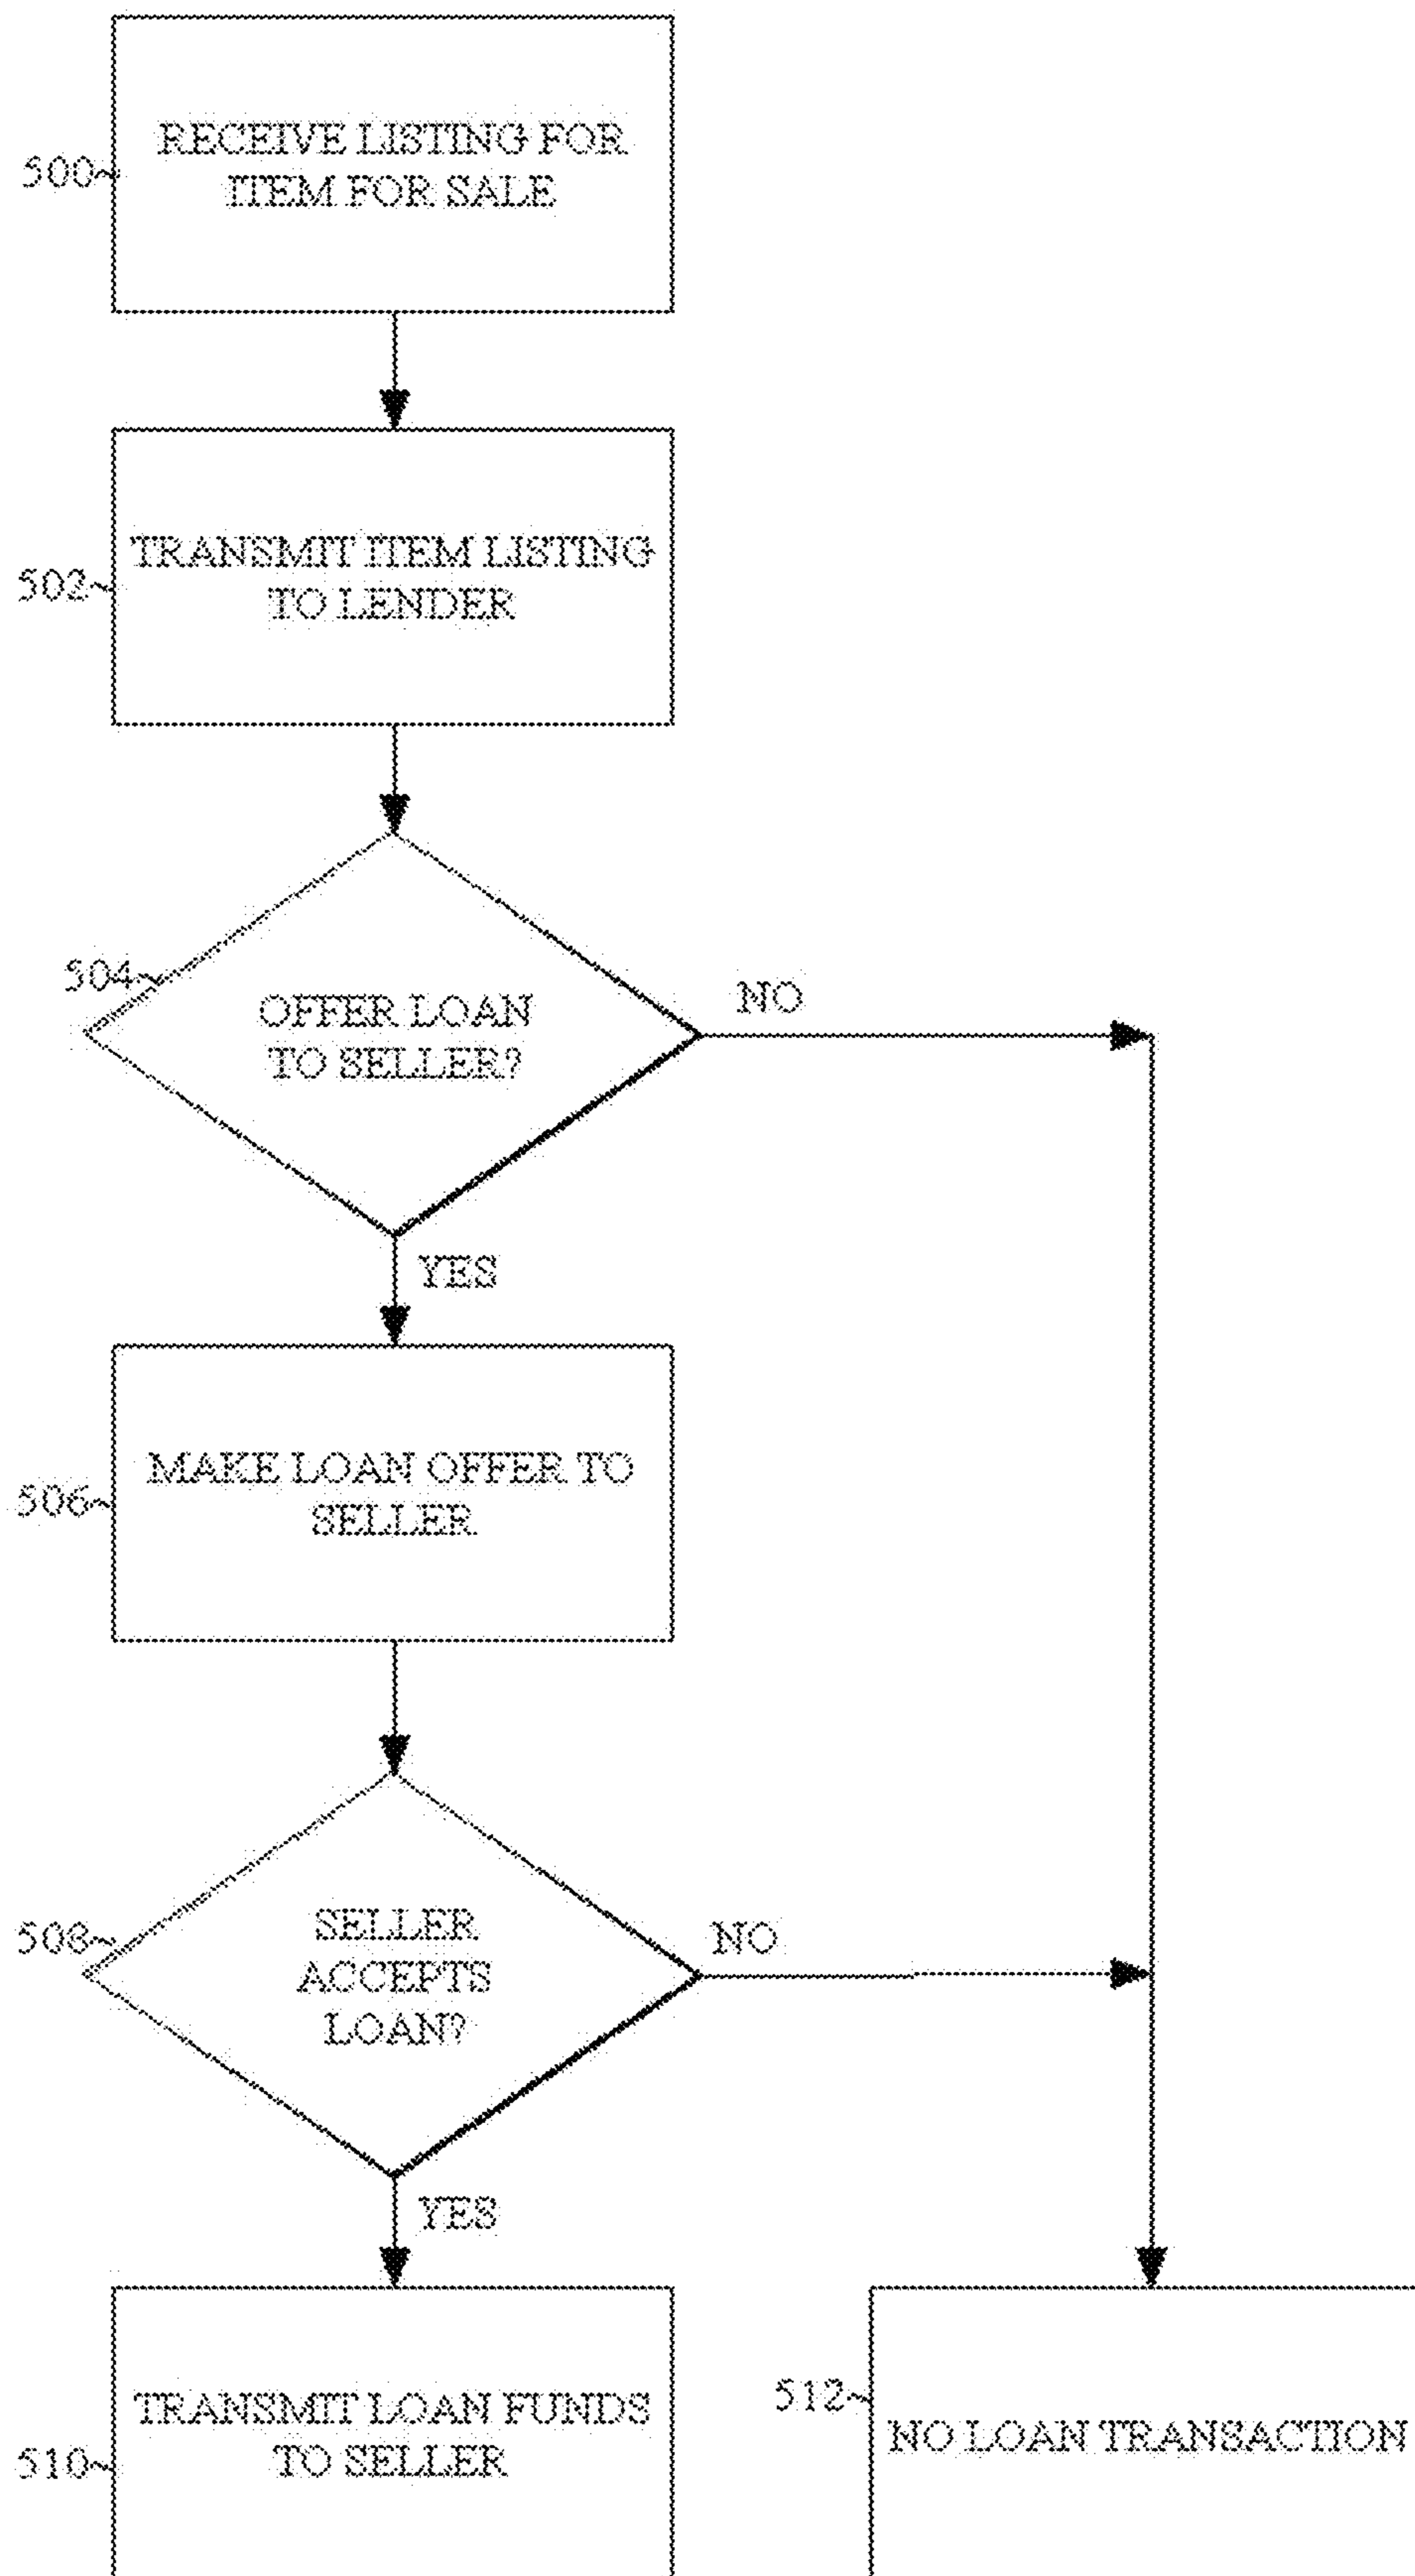 RECEIVE LISTING FOR
ITEM FOR SALE
500
TRANSMIT ITEM LISTING
TO LENDER
502
504
OFFER LOAN
TO SELLER?
NO
YES
MAKE LOAN OFFER TO
SELLER
506
SELLER
ACCEPTS
LOAN?
508
NO
YES
TRANSMIT LOAN FUNDS
TO SELLER
510
512
NO LOAN TRANSACTION